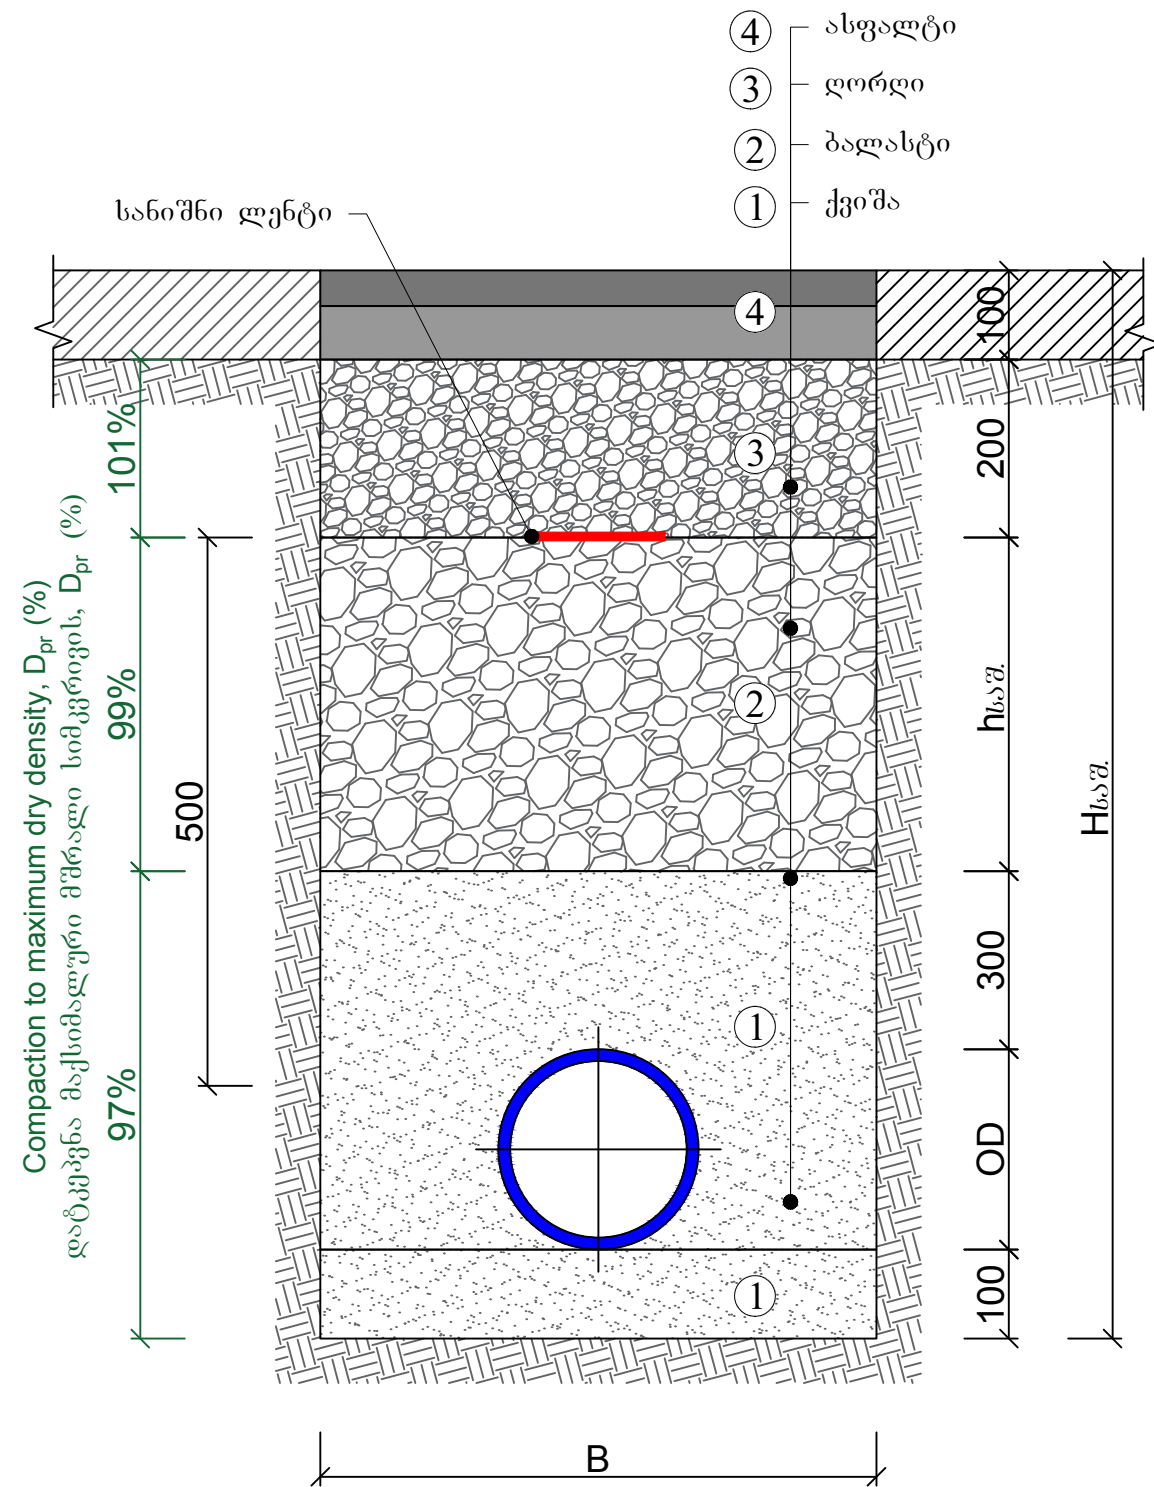 4 ასფალტი
3 ღორღი
2 ბალასტი
1 ქვიშა
სანიშნი ლენტი
4
100
101%
3
200
Compaction to maximum dry density, Dpr (%)
დატკეპვნა მაქსიმალური მშრალი სიმკვრივის, Dpr (%)
99%
2
hსაშ.
Hსაშ.
500
300
1
97%
OD
1
100
B